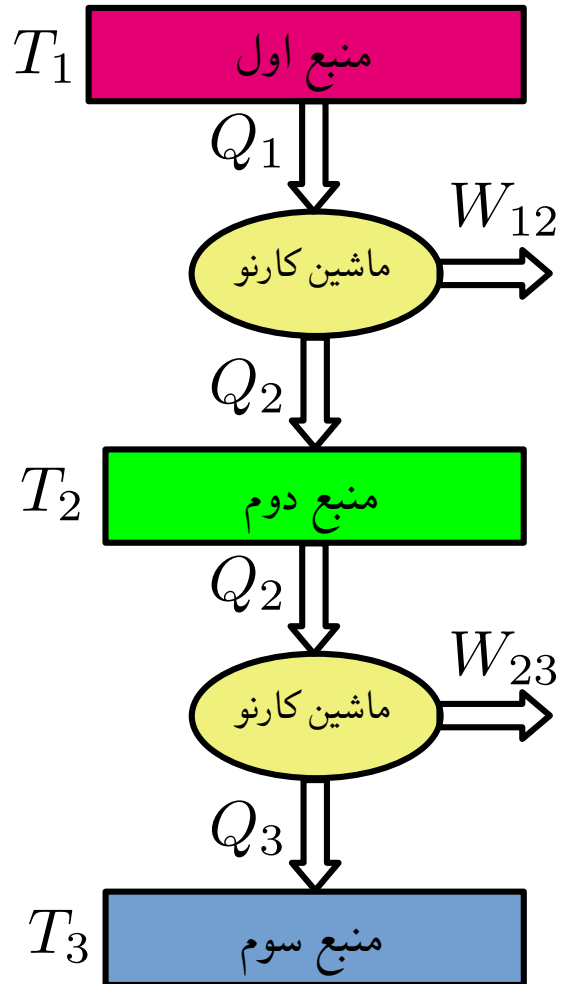 T₁
منبع اول
Q₁
W₁₂
ماشین کارنو
Q₂
T₂
منبع دوم
Q₂
W₂₃
ماشین کارنو
Q₃
T₃
منبع سوم